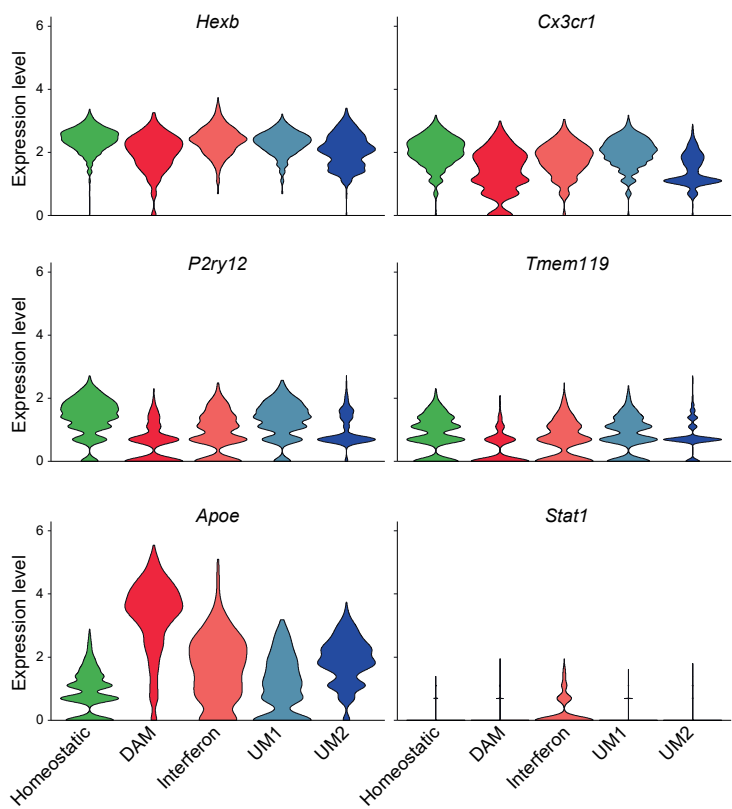 Hexb
Cx3cr1
Expression level
6
4
2
0
P2ry12
Tmem119
Expression level
6
4
2
0
Apoe
Stat1
Expression level
6
4
2
0
Homeostatic
DAM
Interferon
UM1
UM2
Homeostatic
DAM
Interferon
UM1
UM2